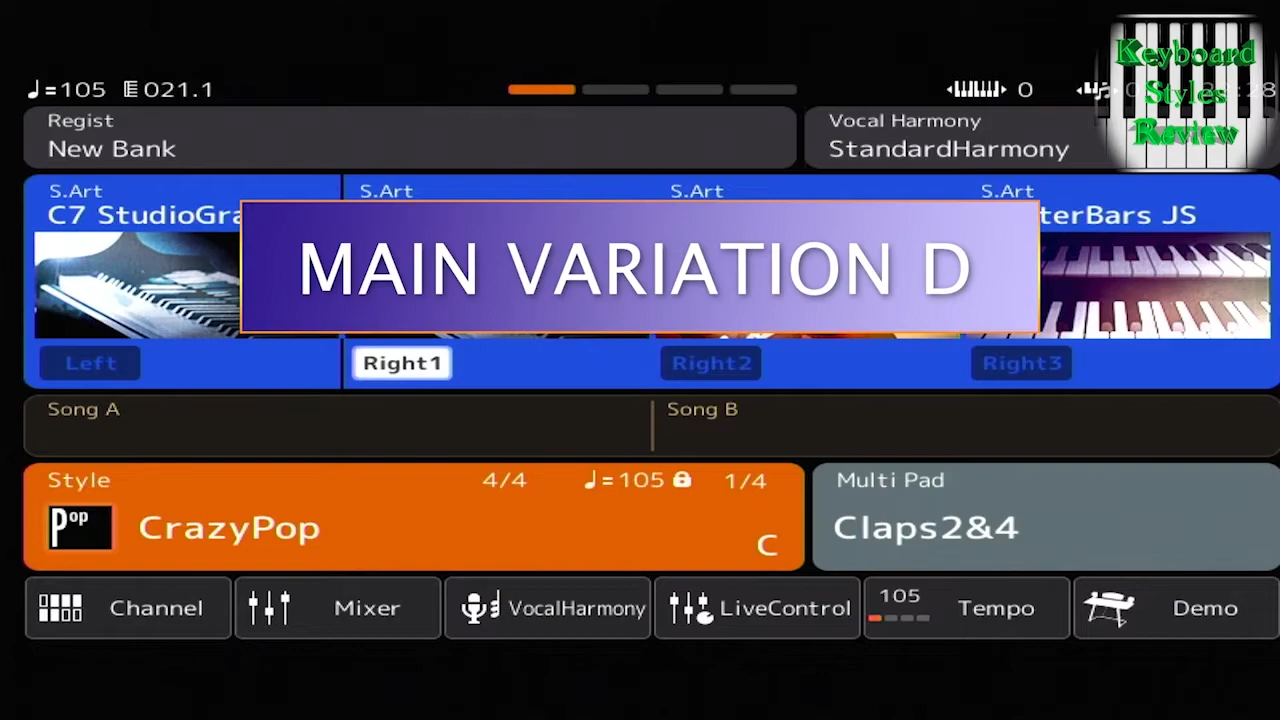 ♩=105 021.1
0
Keyboard
Styles
Review
Regist
New Bank
Vocal Harmony
StandardHarmony
S.Art
C7 StudioGra
S.Art
S.Art
S.Art
terBars JS
MAIN VARIATION D
Left
Right1
Right2
Right3
Song A
Song B
Style 4/4 ♩=105 1/4
Pop
CrazyPop
C
Multi Pad
Claps2&4
Channel
Mixer
VocalHarmony
LiveControl
105
Tempo
Demo